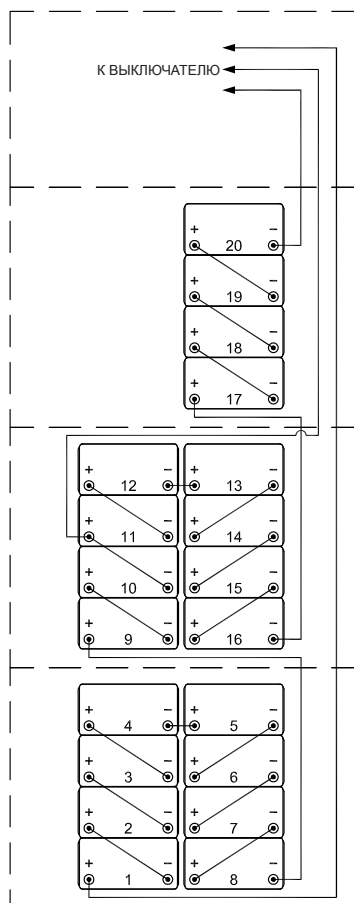 К ВЫКЛЮЧАТЕЛЮ
+ 20 −
+ 19 −
+ 18 −
+ 17 −
+ 12 − + 13 −
+ 11 − + 14 −
+ 10 − + 15 −
+ 9 − + 16 −
+ 4 − + 5 −
+ 3 − + 6 −
+ 2 − + 7 −
+ 1 − + 8 −